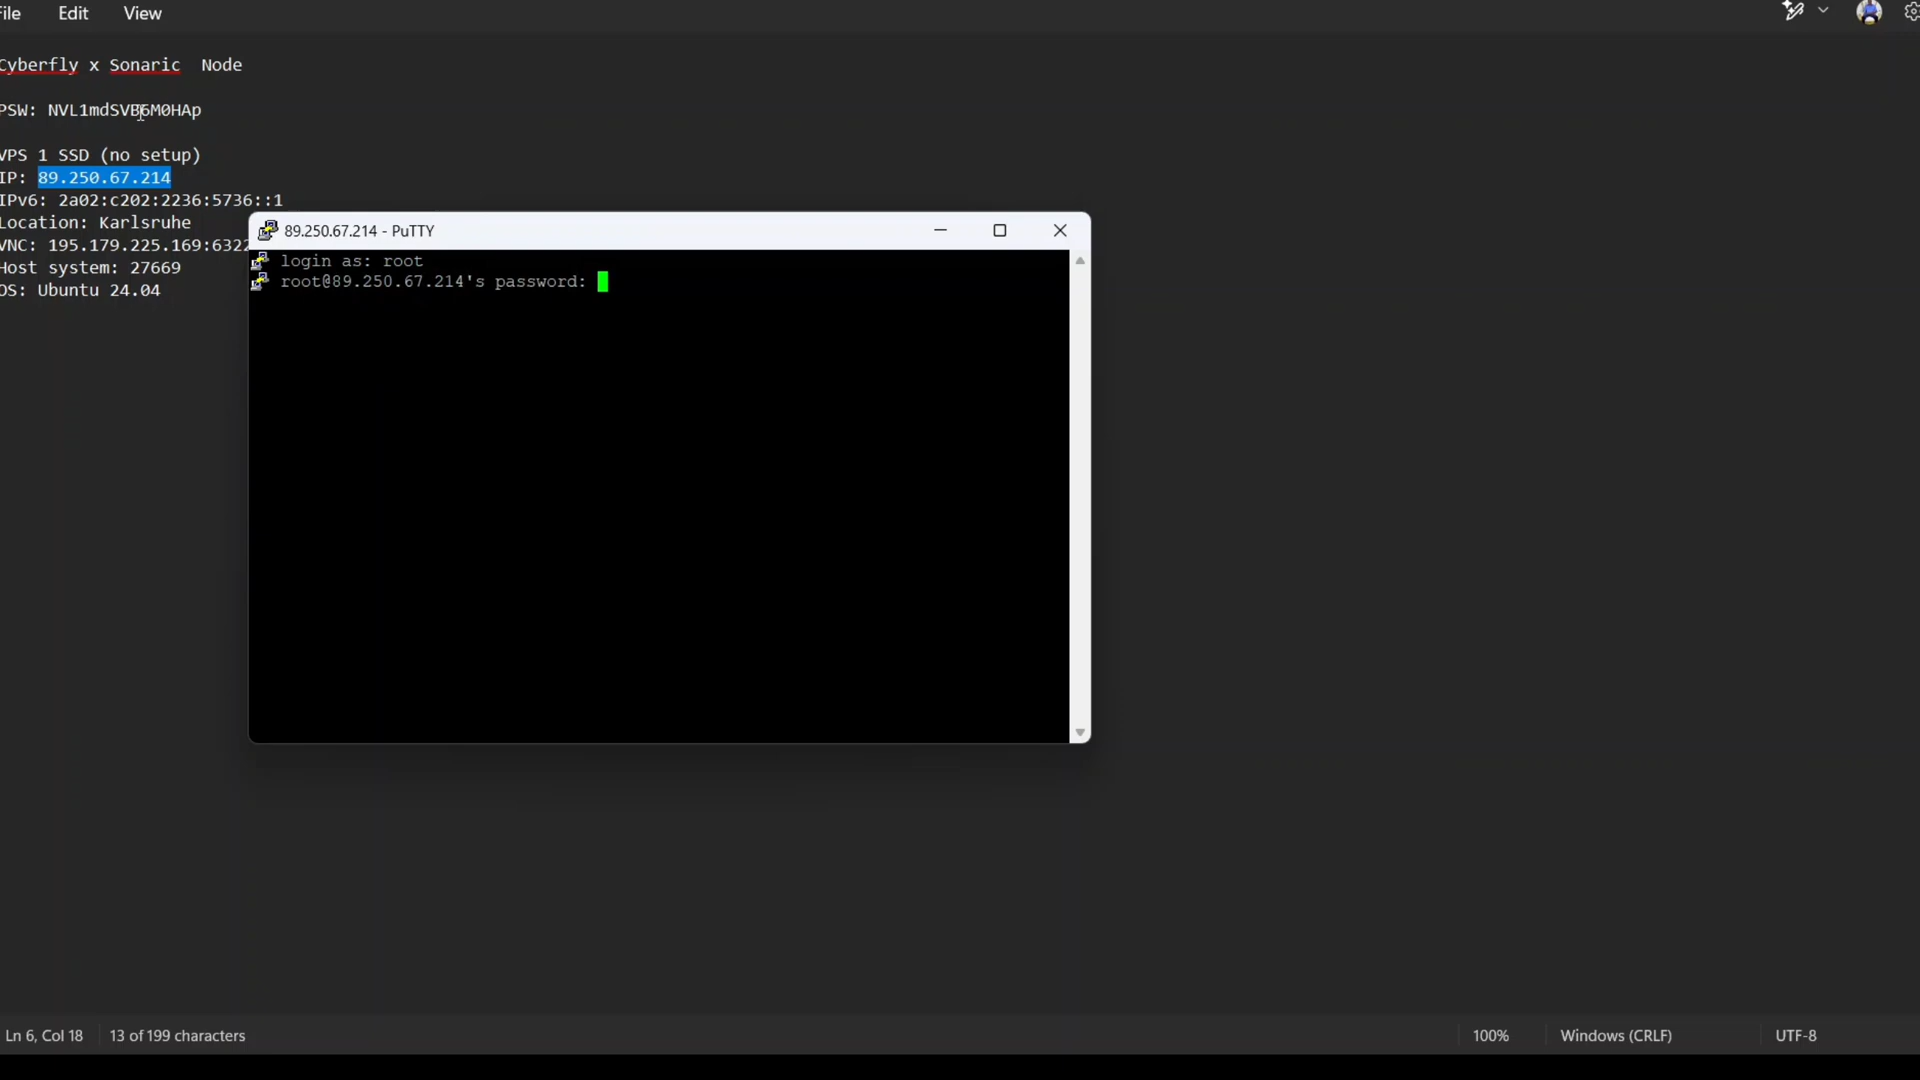 File Edit View
Cyberfly x Sonaric Node
PSW: NVL1mdSVB6M0HAp
VPS 1 SSD (no setup)
IP: 89.250.67.214
IPv6: 2a02:c202:2236:5736::1
Location: Karlsruhe
VNC: 195.179.225.169:6322
Host system: 27669
OS: Ubuntu 24.04
89.250.67.214 - PuTTY
login as: root
root@89.250.67.214's password:
Ln 6, Col 18 13 of 199 characters 100% Windows (CRLF) UTF-8